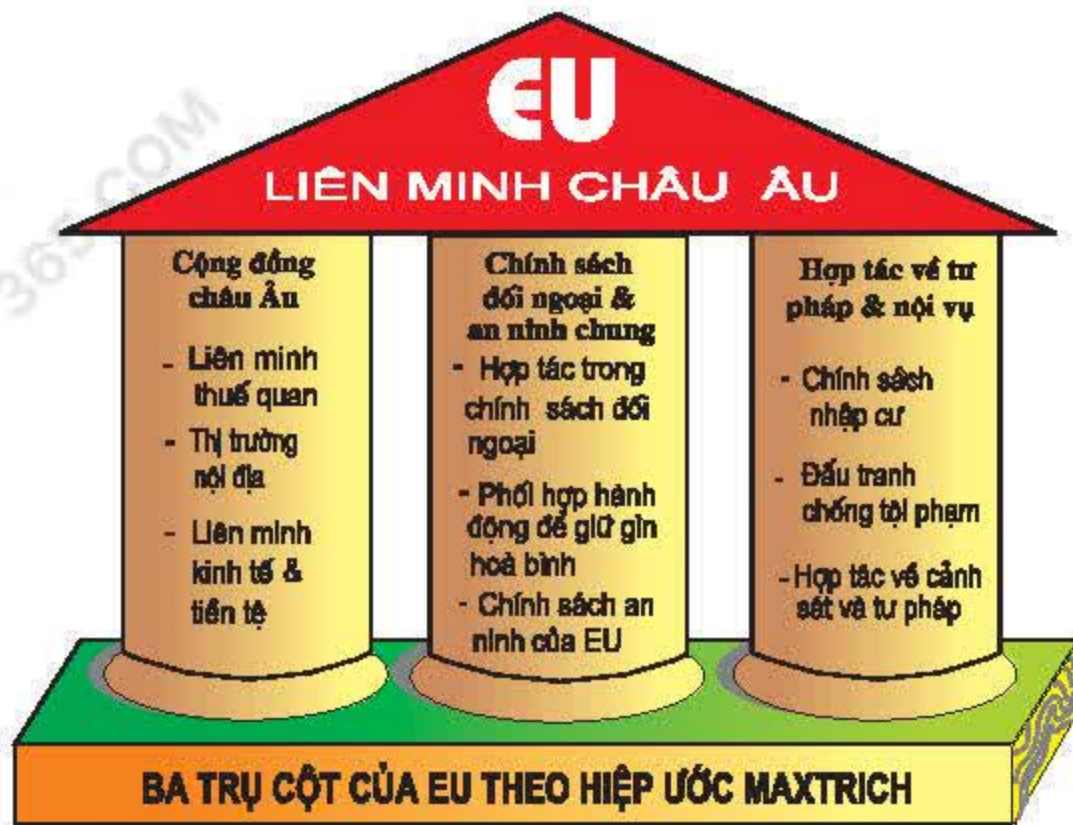 365.COM
EU
LIÊN MINH CHÂU ÂU
Cộng đồng
châu Âu
- Liên minh
thuế quan
- Thị trường
nội địa
- Liên minh
kinh tế &
tiền tệ
Chính sách
đối ngoại &
an ninh chung
- Hợp tác trong
chính sách đối
ngoại
- Phối hợp hành
động để giữ gìn
hoà bình
- Chính sách an
ninh của EU
Hợp tác về tư
pháp & nội vụ
- Chính sách
nhập cư
- Đấu tranh
chống tội phạm
- Hợp tác về cảnh
sát và tư pháp
BA TRỤ CỘT CỦA EU THEO HIỆP ƯỚC MAXTRICH